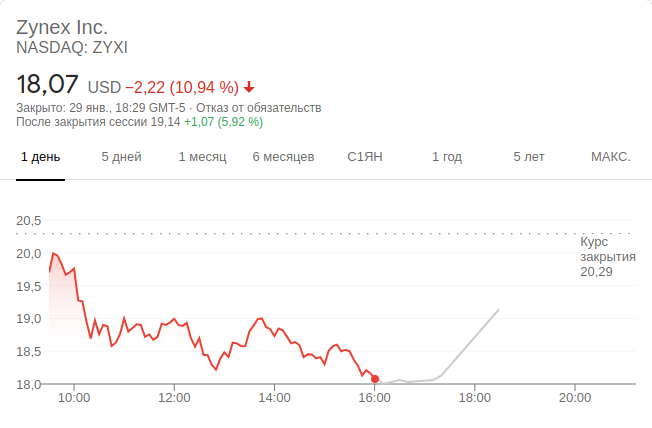 Zynex Inc.
NASDAQ: ZYXI
18,07 USD −2,22 (10,94 %)
Закрыто: 29 янв., 18:29 GMT-5 · Отказ от обязательств
После закрытия сессии 19,14 +1,07 (5,92 %)
1 день 5 дней 1 месяц 6 месяцев С1ЯН 1 год 5 лет МАКС.
20,5
Курс
закрытия
20,29
20,0
19,5
19,0
18,5
18,0
10:00 12:00 14:00 16:00 18:00 20:00